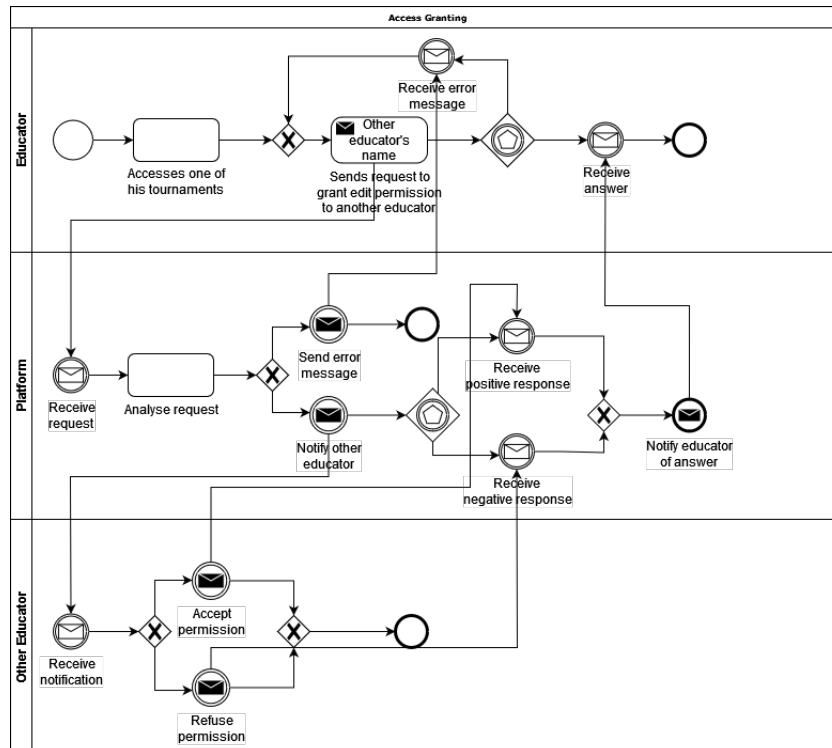 Access Granting
Educator
Receive error
message
Other
educator's
name
Accesses one of
his tournaments
Sends request to
grant edit permission
to another educator
Receive
answer
Platform
Receive
request
Analyse request
Send error
message
Notify other
educator
Receive
positive response
Receive
negative response
Notify educator
of answer
Other Educator
Receive
notification
Accept
permission
Refuse
permission